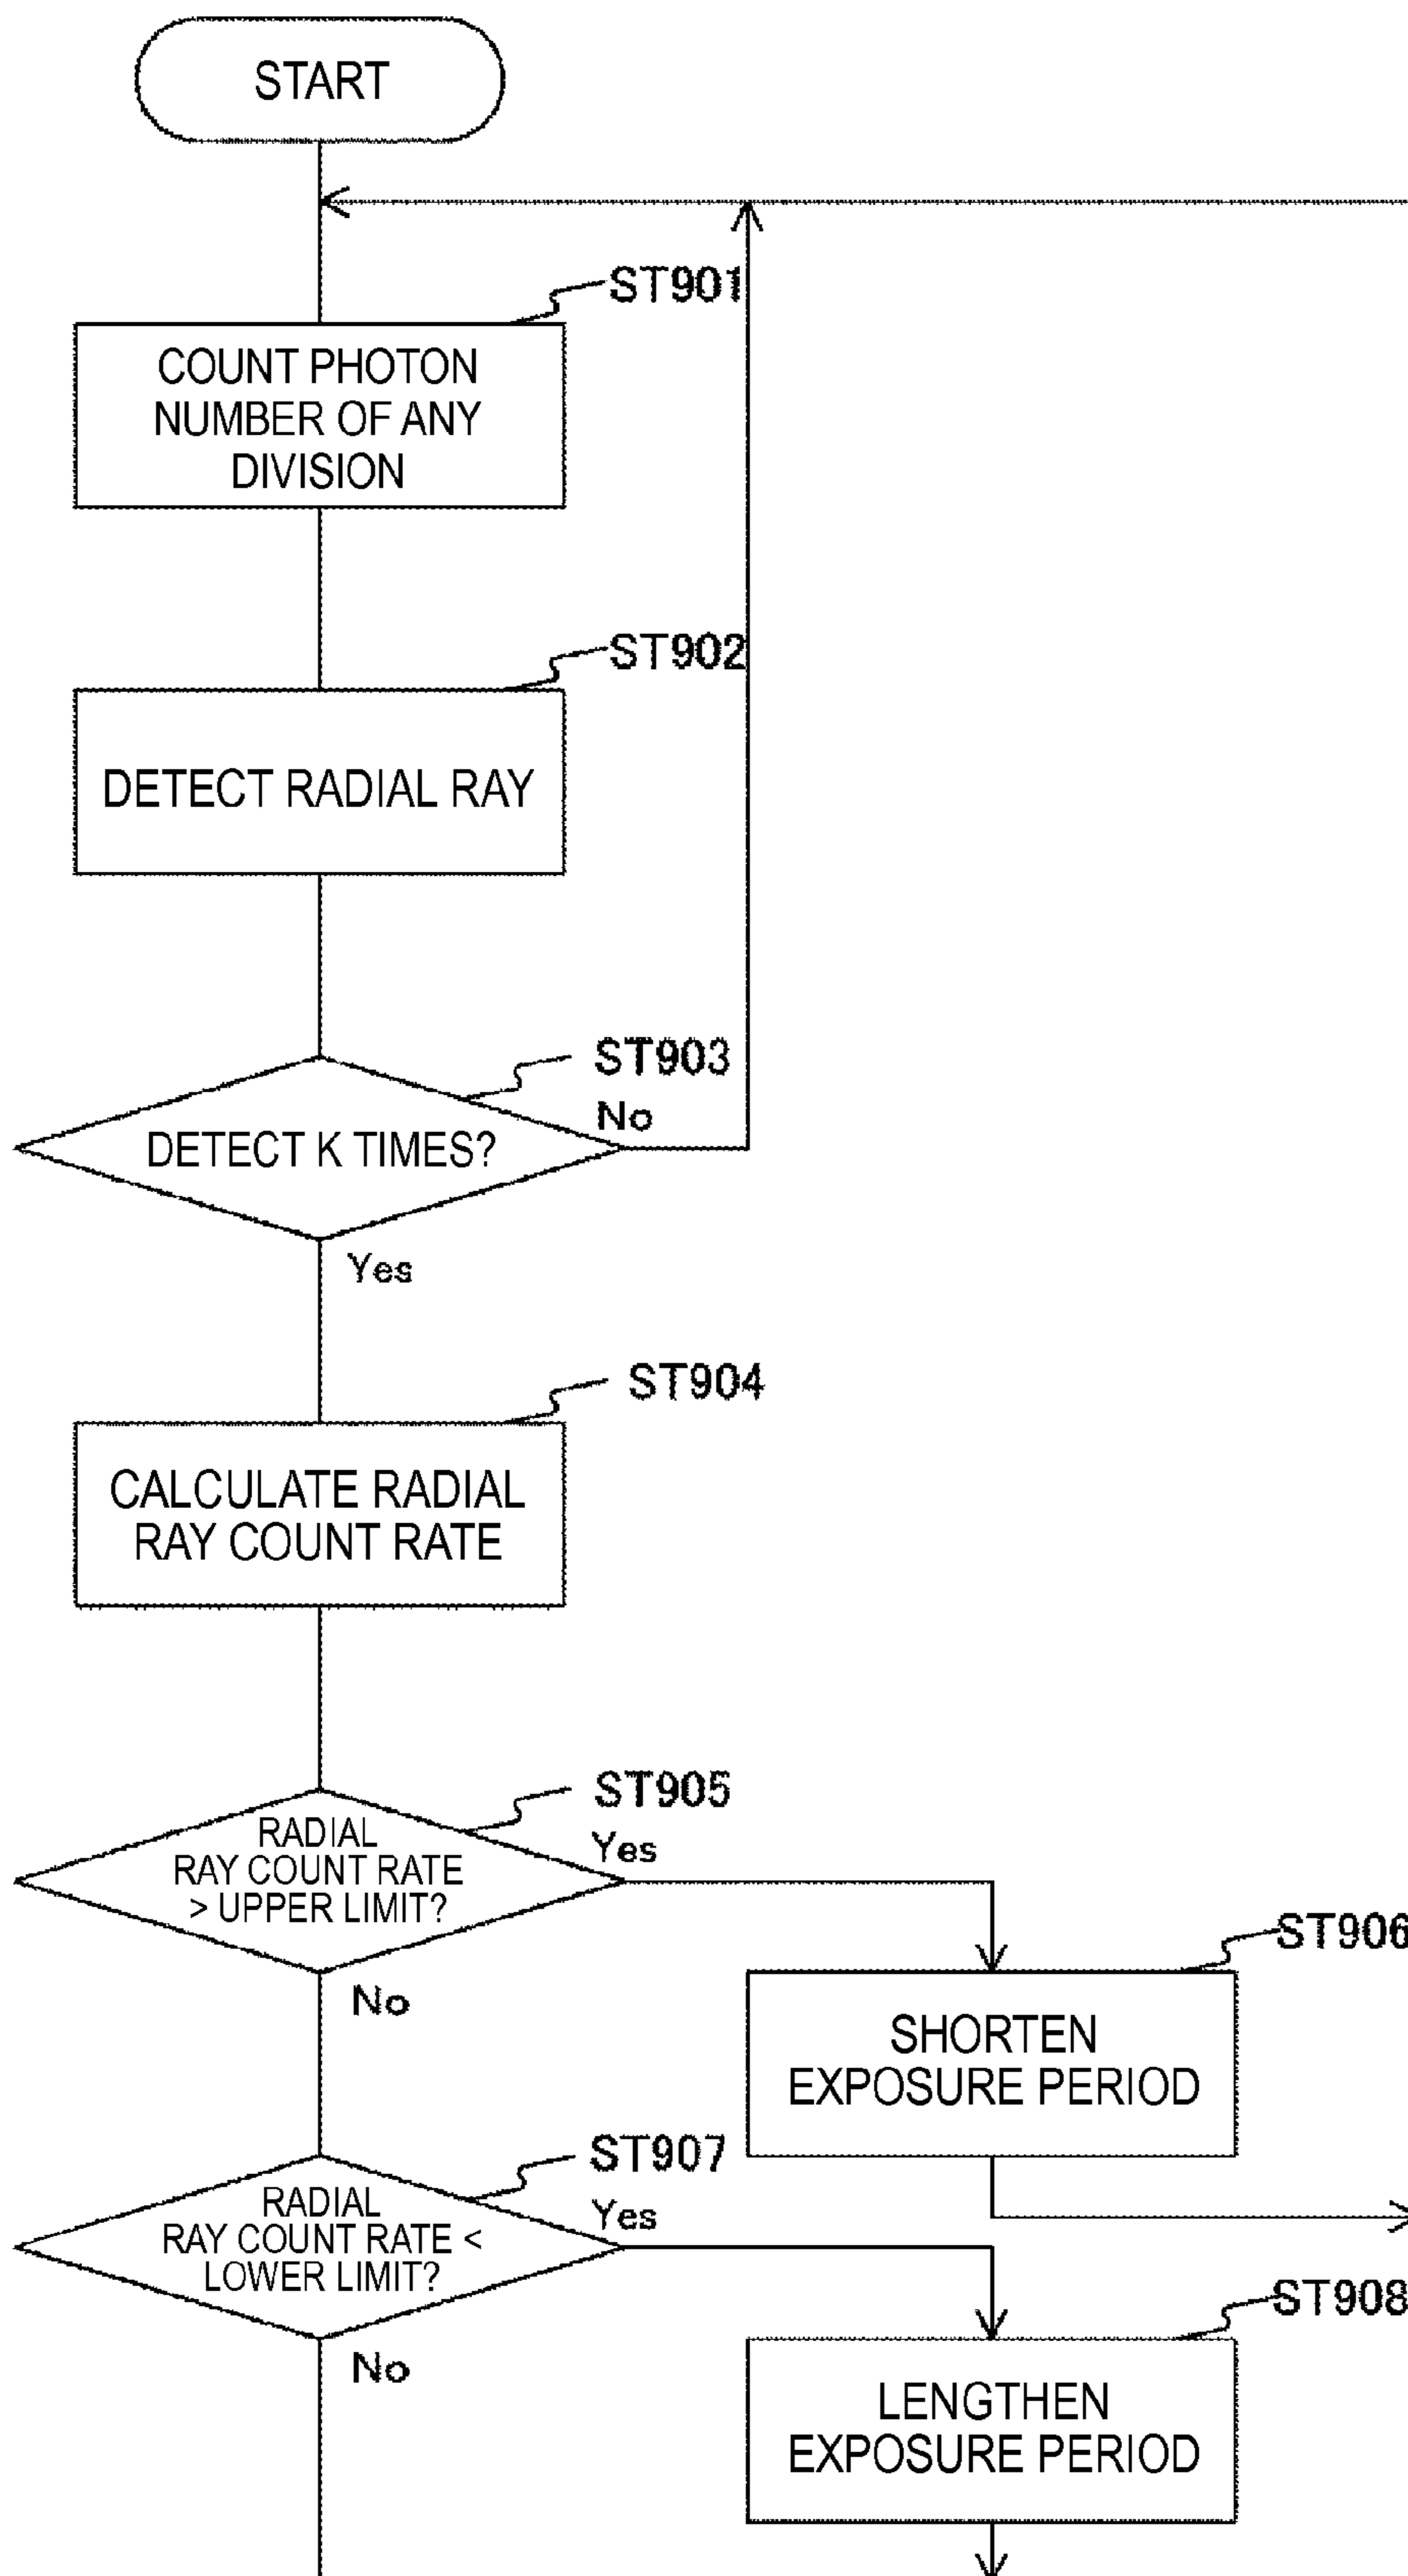 START
ST901
COUNT PHOTON
NUMBER OF ANY
DIVISION
ST902
DETECT RADIAL RAY
ST903
No
DETECT K TIMES?
Yes
ST904
CALCULATE RADIAL
RAY COUNT RATE
ST905
RADIAL
RAY COUNT RATE
> UPPER LIMIT?
Yes
No
ST906
SHORTEN
EXPOSURE PERIOD
ST907
RADIAL
RAY COUNT RATE <
LOWER LIMIT?
Yes
No
ST908
LENGTHEN
EXPOSURE PERIOD